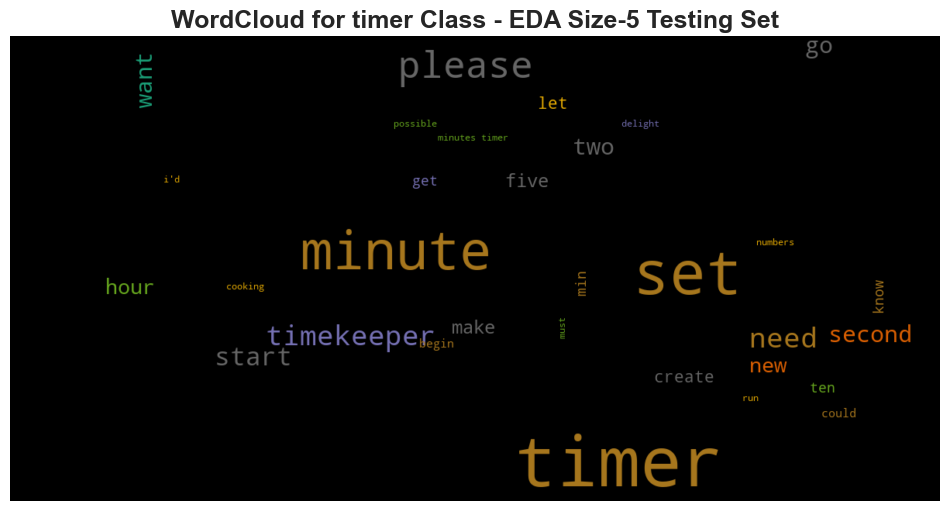 WordCloud for timer Class - EDA Size-5 Testing Set
go
please
want
let
possible
delight
minutes timer
two
i'd
get
five
minute
numbers
set
min
hour
cooking
know
must
make
timekeeper
begin
second
need
start
new
create
ten
run
could
timer